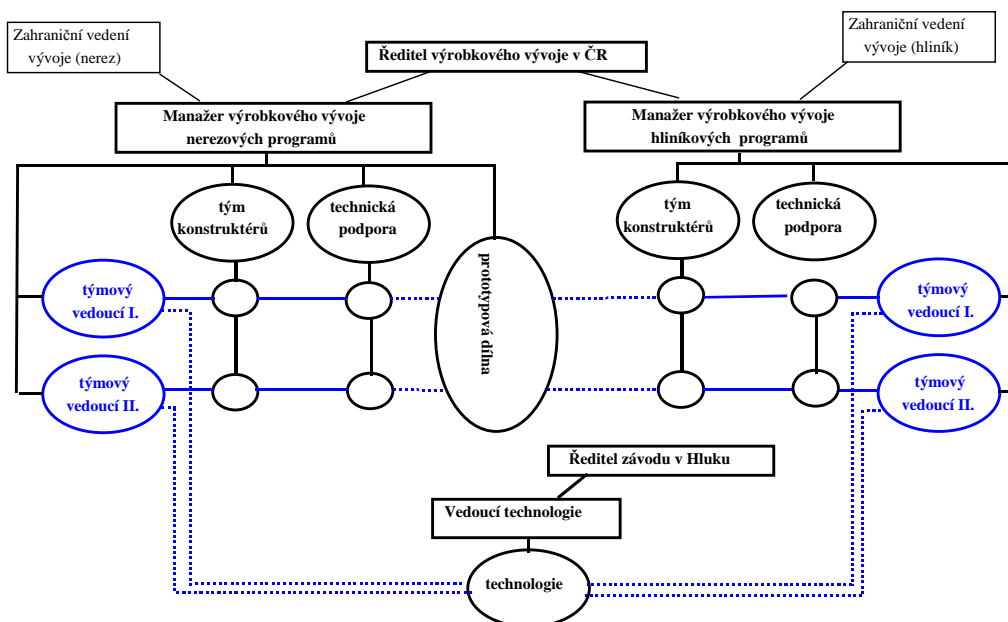 Zahraniční vedení
vývoje (nerez)
Ředitel výrobkového vývoje v ČR
Zahraniční vedení
vývoje (hliník)
Manažer výrobkového vývoje
nerezových programů
Manažer výrobkového vývoje
hliníkových programů
tým
konstruktérů
technická
podpora
tým
konstruktérů
technická
podpora
prototypová dílna
týmový
vedoucí I.
týmový
vedoucí I.
týmový
vedoucí II.
týmový
vedoucí II.
Ředitel závodu v Hluku
Vedoucí technologie
technologie